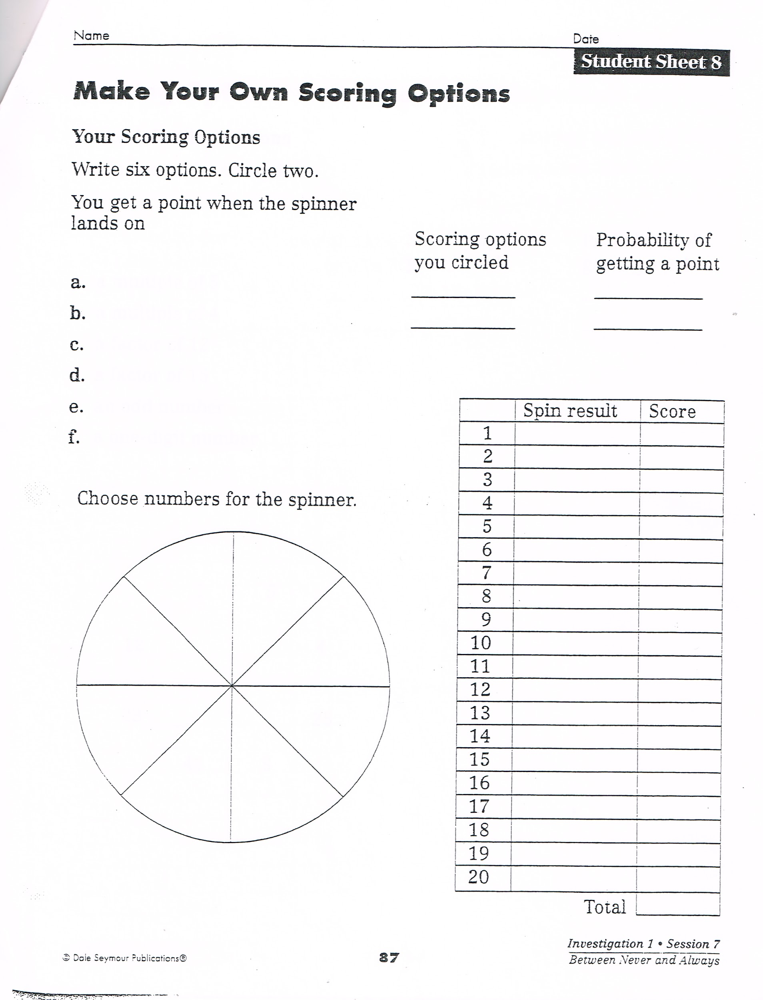 Name
Date
Student Sheet 8
Make Your Own Scoring Options
Your Scoring Options
Write six options. Circle two.
You get a point when the spinner
lands on
Scoring options
you circled
Probability of
getting a point
a.
b.
c.
d.
e.
f.
Choose numbers for the spinner.
Spin result Score
1
2
3
4
5
6
7
8
9
10
11
12
13
14
15
16
17
18
19
20
Total
Investigation 1 • Session 7
Between Never and Always
© Dale Seymour Publications®
87